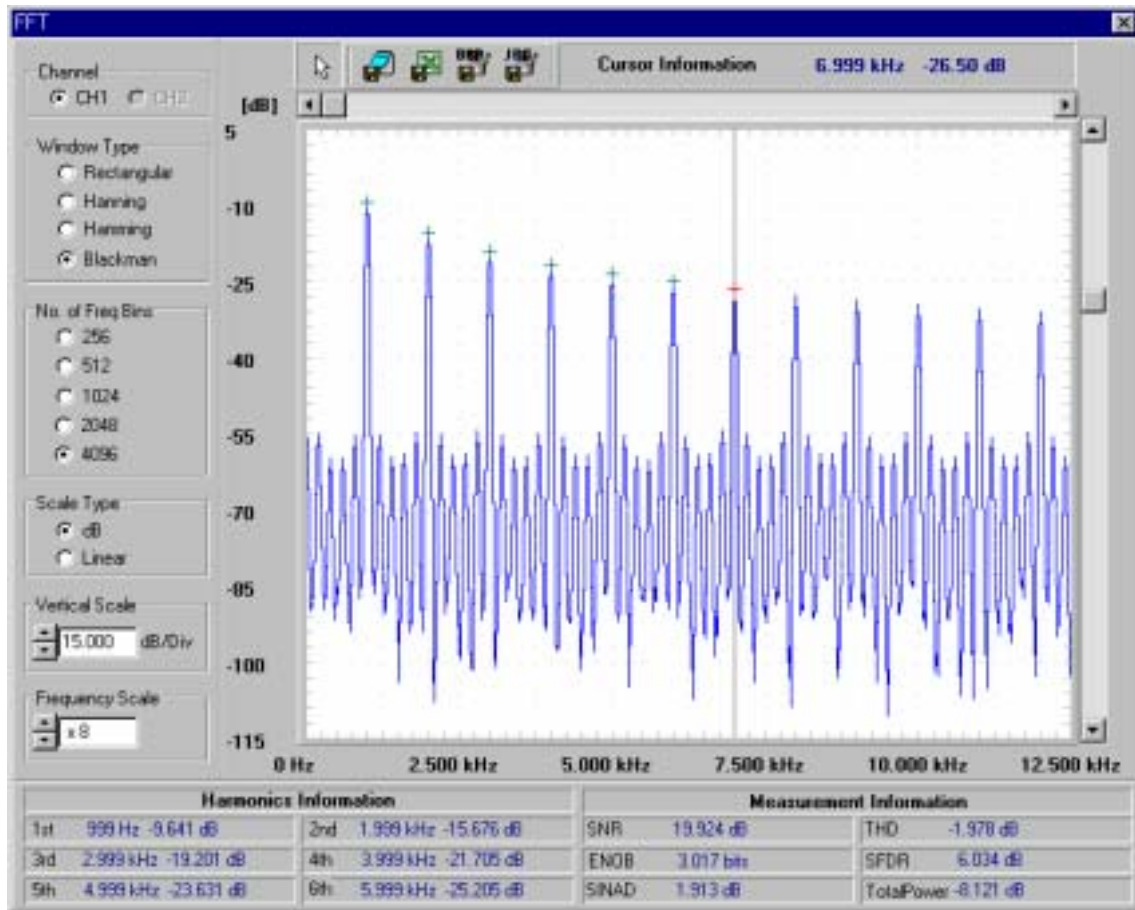 FFT
Channel
CH1 CH2
Cursor Information 6.999 kHz -26.50 dB
[dB]
Window Type
Rectangular
Hanning
Hamming
Blackman
No. of Freq Bins
256
512
1024
2048
4096
Scale Type
dB
Linear
Vertical Scale
15.000 dB/Div
Frequency Scale
x 8
5
-10
-25
-40
-55
-70
-85
-100
-115
0 Hz 2.500 kHz 5.000 kHz 7.500 kHz 10.000 kHz 12.500 kHz
Harmonics Information
1st 999 Hz -9.641 dB 2nd 1.999 kHz -15.676 dB
3rd 2.999 kHz -19.201 dB 4th 3.999 kHz -21.705 dB
5th 4.999 kHz -23.631 dB 6th 5.999 kHz -25.205 dB
Measurement Information
SNR 19.924 dB THD -1.978 dB
ENOB 3.017 bits SFDR 6.034 dB
SINAD 1.913 dB TotalPower -8.121 dB